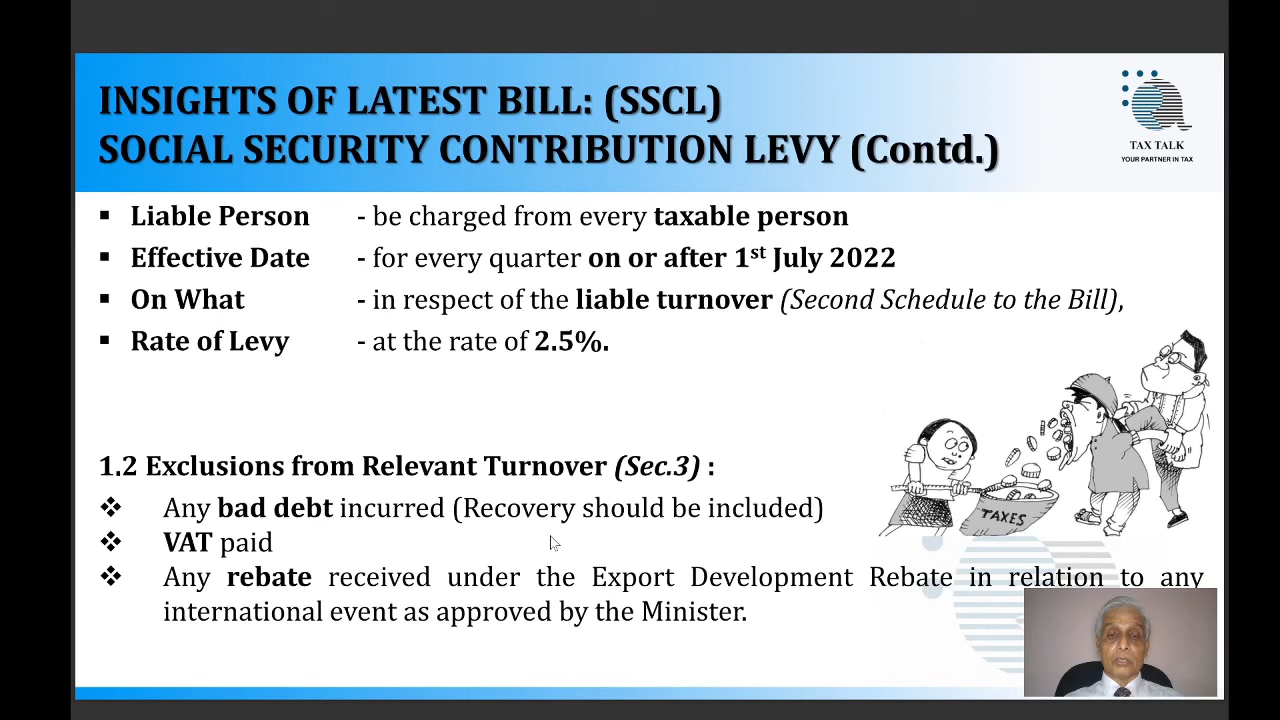 INSIGHTS OF LATEST BILL: (SSCL)
SOCIAL SECURITY CONTRIBUTION LEVY (Contd.)
TAX TALK
YOUR PARTNER IN TAX
▪ Liable Person - be charged from every taxable person
▪ Effective Date - for every quarter on or after 1st July 2022
▪ On What - in respect of the liable turnover (Second Schedule to the Bill),
▪ Rate of Levy - at the rate of 2.5%.
TAXES
1.2 Exclusions from Relevant Turnover (Sec.3) :
❖ Any bad debt incurred (Recovery should be included)
❖ VAT paid
❖ Any rebate received under the Export Development Rebate in relation to any
international event as approved by the Minister.